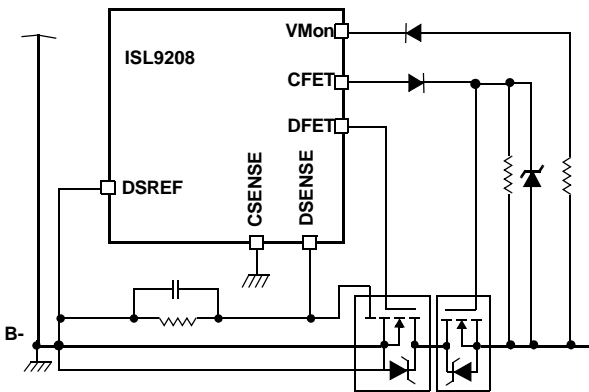 VMon
ISL9208
CFET
DFET
DSREF
CSENSE
DSENSE
B-